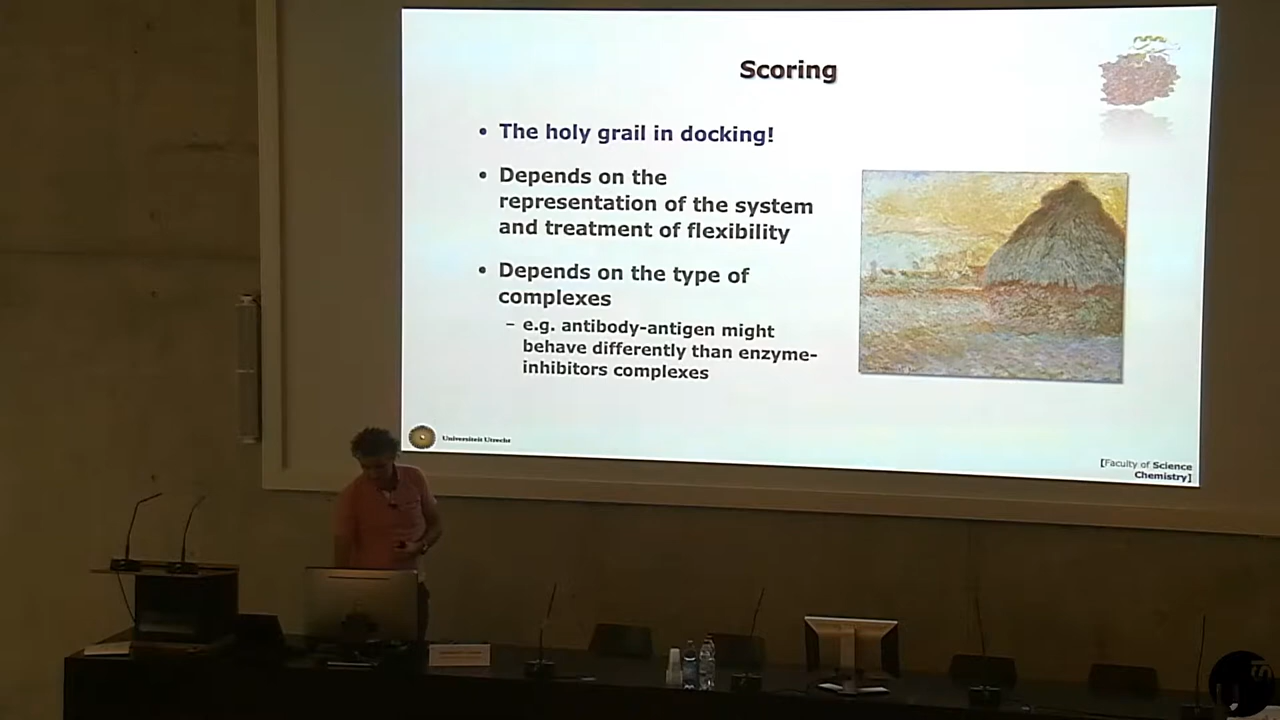 Scoring
• The holy grail in docking!
• Depends on the
representation of the system
and treatment of flexibility
• Depends on the type of
complexes
– e.g. antibody-antigen might
behave differently than enzyme-
inhibitors complexes
Universiteit Utrecht
[Faculty of Science
Chemistry]